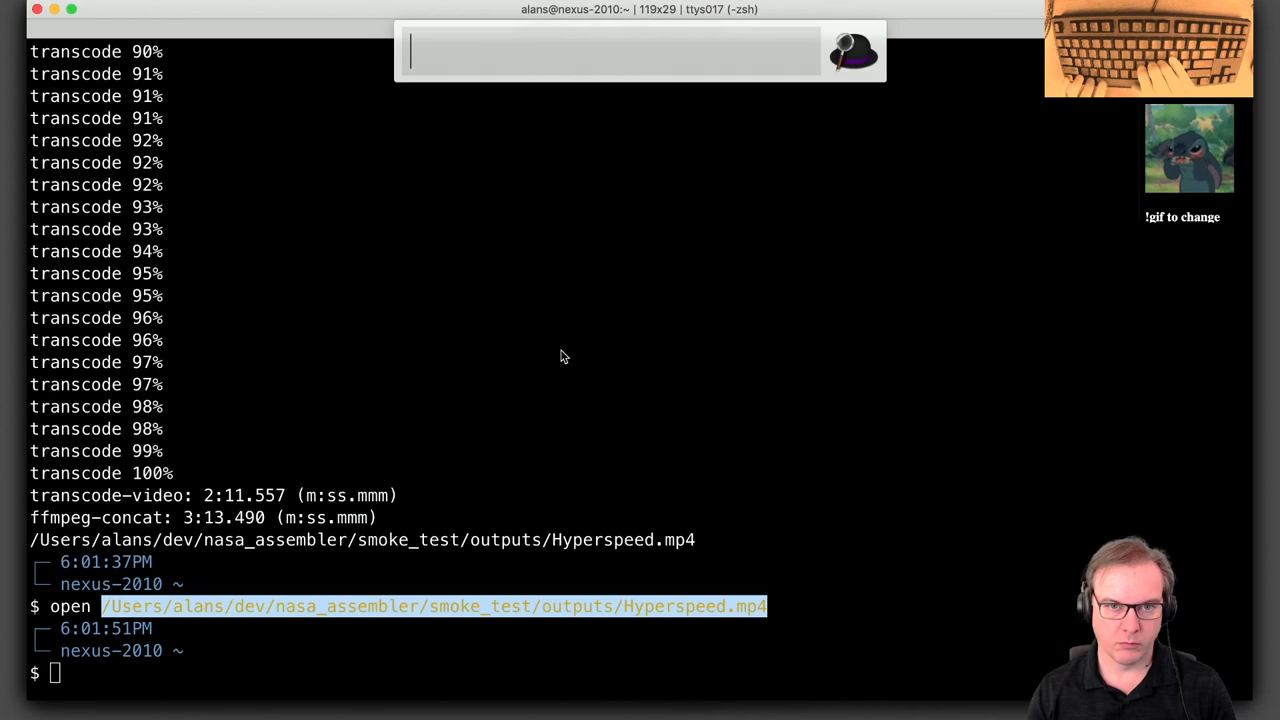 alans@nexus-2010:~ | 119x29 | ttys017 (-zsh)
transcode 90%
transcode 91%
transcode 91%
transcode 91%
transcode 92%
transcode 92%
transcode 92%
transcode 93%
transcode 93%
transcode 94%
transcode 95%
transcode 95%
transcode 96%
transcode 96%
transcode 97%
transcode 97%
transcode 98%
transcode 98%
transcode 99%
transcode 100%
transcode-video: 2:11.557 (m:ss.mmm)
ffmpeg-concat: 3:13.490 (m:ss.mmm)
/Users/alans/dev/nasa_assembler/smoke_test/outputs/Hyperspeed.mp4
6:01:37PM
nexus-2010 ~
$ open /Users/alans/dev/nasa_assembler/smoke_test/outputs/Hyperspeed.mp4
6:01:51PM
nexus-2010 ~
$
!gif to change